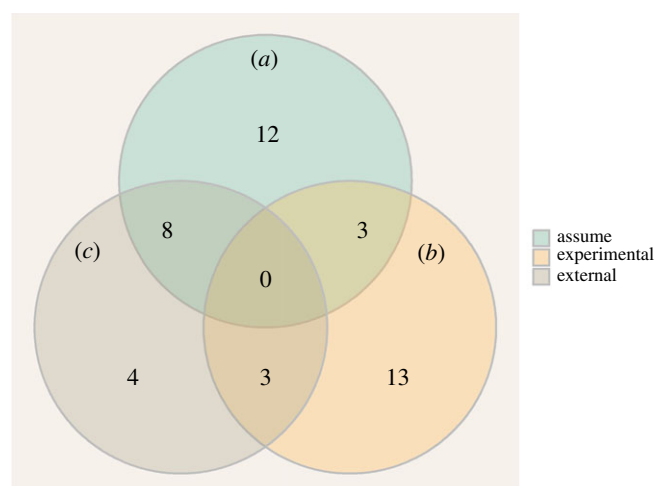 (a)
12
8
3
(c)
(b)
0
4
3
13
assume
experimental
external